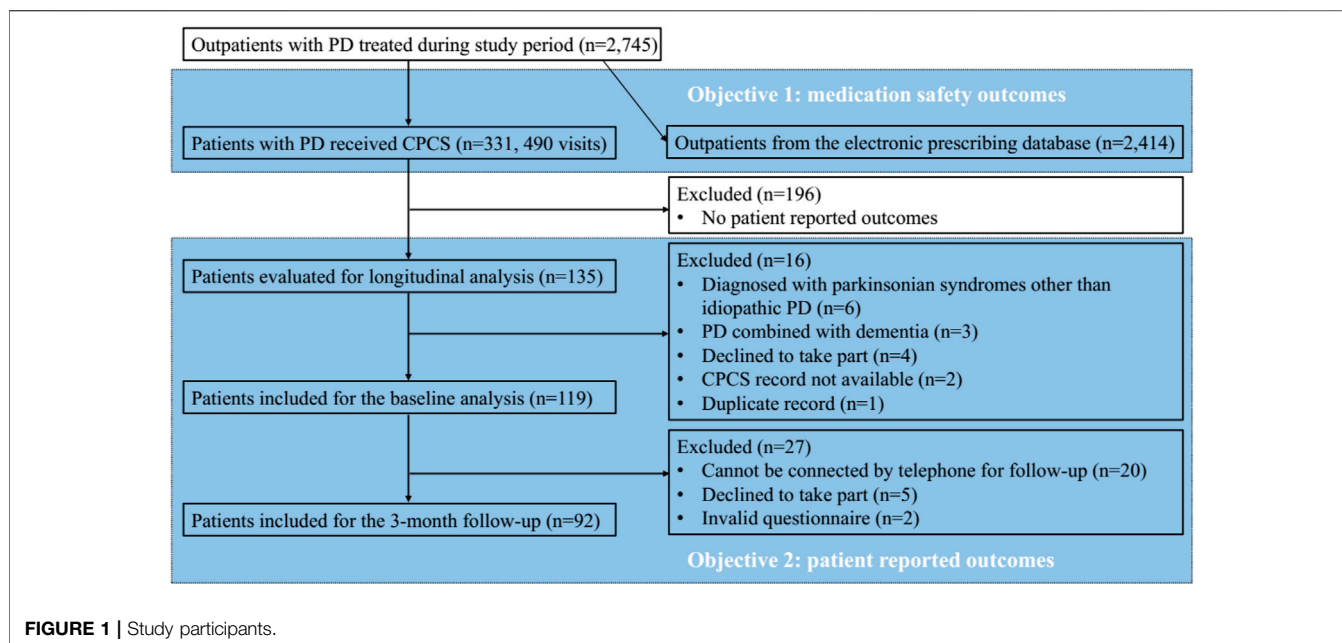 Outpatients with PD treated during study period (n=2,745)
Objective 1: medication safety outcomes
Patients with PD received CPCS (n=331, 490 visits)
Outpatients from the electronic prescribing database (n=2,414)
Excluded (n=196)
• No patient reported outcomes
Patients evaluated for longitudinal analysis (n=135)
Excluded (n=16)
• Diagnosed with parkinsonian syndromes other than
idiopathic PD (n=6)
• PD combined with dementia (n=3)
• Declined to take part (n=4)
• CPCS record not available (n=2)
• Duplicate record (n=1)
Patients included for the baseline analysis (n=119)
Excluded (n=27)
• Cannot be connected by telephone for follow-up (n=20)
• Declined to take part (n=5)
• Invalid questionnaire (n=2)
Patients included for the 3-month follow-up (n=92)
Objective 2: patient reported outcomes
FIGURE 1 | Study participants.